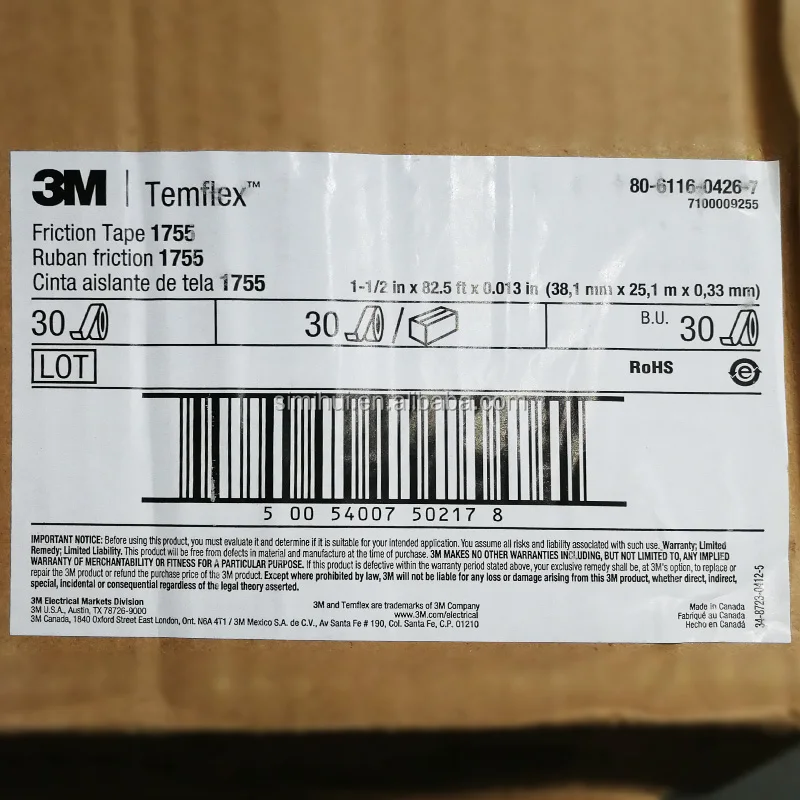 3M | Temflex™
80-6116-0426-7
7100009255
Friction Tape 1755
Ruban friction 1755
Cinta aislante de tela 1755
1-1/2 in x 82.5 ft x 0.013 in (38,1 mm x 25,1 m x 0,33 mm)
30 30 / B.U. 30
LOT RoHS e
simihui.en.alibaba.com
5 00 54007 50217 8
IMPORTANT NOTICE: Before using this product, you must evaluate it and determine if it is suitable for your intended application. You assume all risks and liability associated with such use. Warranty; Limited
Remedy; Limited Liability. This product will be free from defects in material and manufacture at the time of purchase. 3M MAKES NO OTHER WARRANTIES INCLUDING, BUT NOT LIMITED TO, ANY IMPLIED
WARRANTY OF MERCHANTABILITY OR FITNESS FOR A PARTICULAR PURPOSE. If this product is defective within the warranty period stated above, your exclusive remedy shall be, at 3M's option, to replace or
repair the 3M product or refund the purchase price of the 3M product. Except where prohibited by law, 3M will not be liable for any loss or damage arising from this 3M product, whether direct, indirect,
special, incidental or consequential regardless of the legal theory asserted.
3M Electrical Markets Division
3M U.S.A., Austin, TX 78726-9000
3M Canada, 1840 Oxford Street East London, Ont. N6A 4T1 / 3M Mexico S.A. de C.V., Av Santa Fe # 190, Col. Santa Fe, C.P. 01210
3M and Temflex are trademarks of 3M Company
www.3M.com/electrical
Made in Canada
Fabriqué au Canada
Hecho en Canadá
34-8723-0412-5